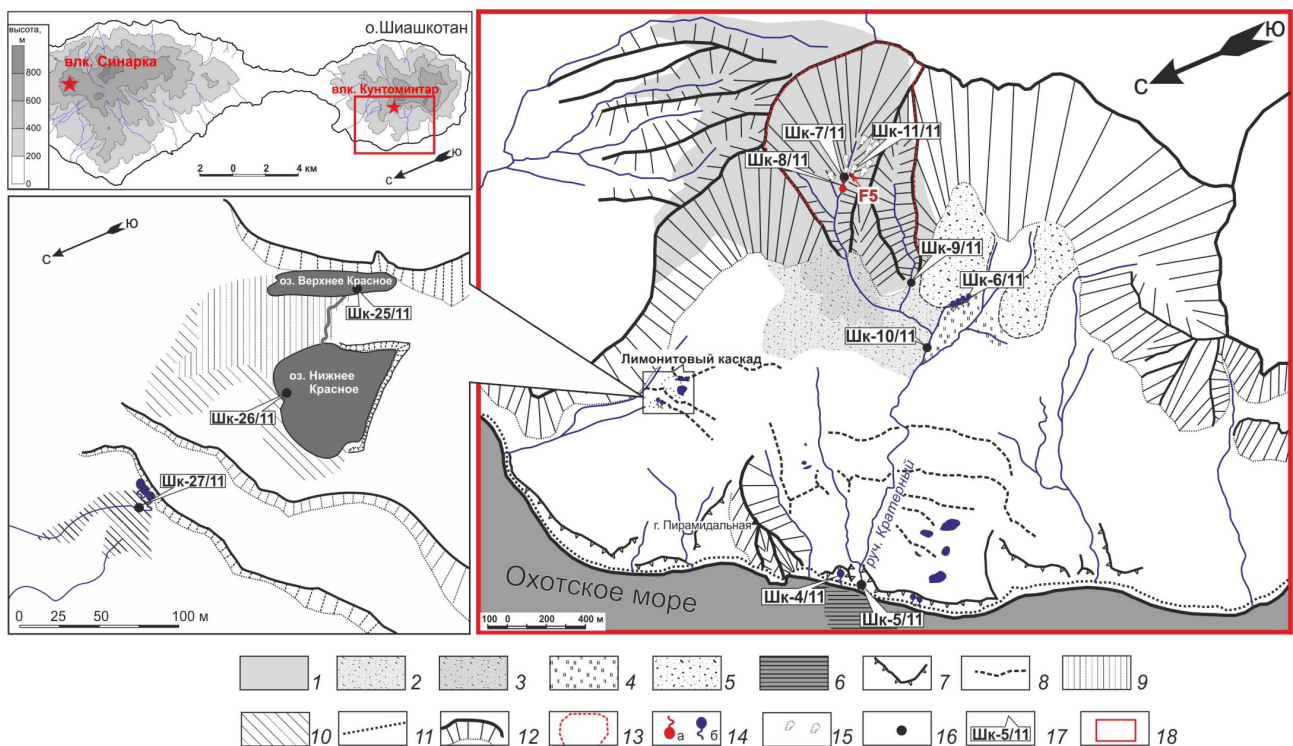 высота,
м
800
600
400
200
0
о.Шиашкотан
влк. Синарка
влк. Кунтоминтар
2 0 2 4 км
С
Ю
С
Ю
оз. Верхнее Красное
Шк-25/11
оз. Нижнее
Красное
Шк-26/11
Шк-27/11
0 25 50 100 м
Ю
С
Шк-7/11
Шк-11/11
Шк-8/11
F5
Шк-9/11
Шк-6/11
Шк-10/11
Лимонитовый каскад
г. Пирамидальная
руч. Кратерный
Охотское море
Шк-4/11
Шк-5/11
100 0 200 400 м
1 2 3 4 5 6 7 8 9
10 11 12 13 а б 14 15 16 Шк-5/11 17 18